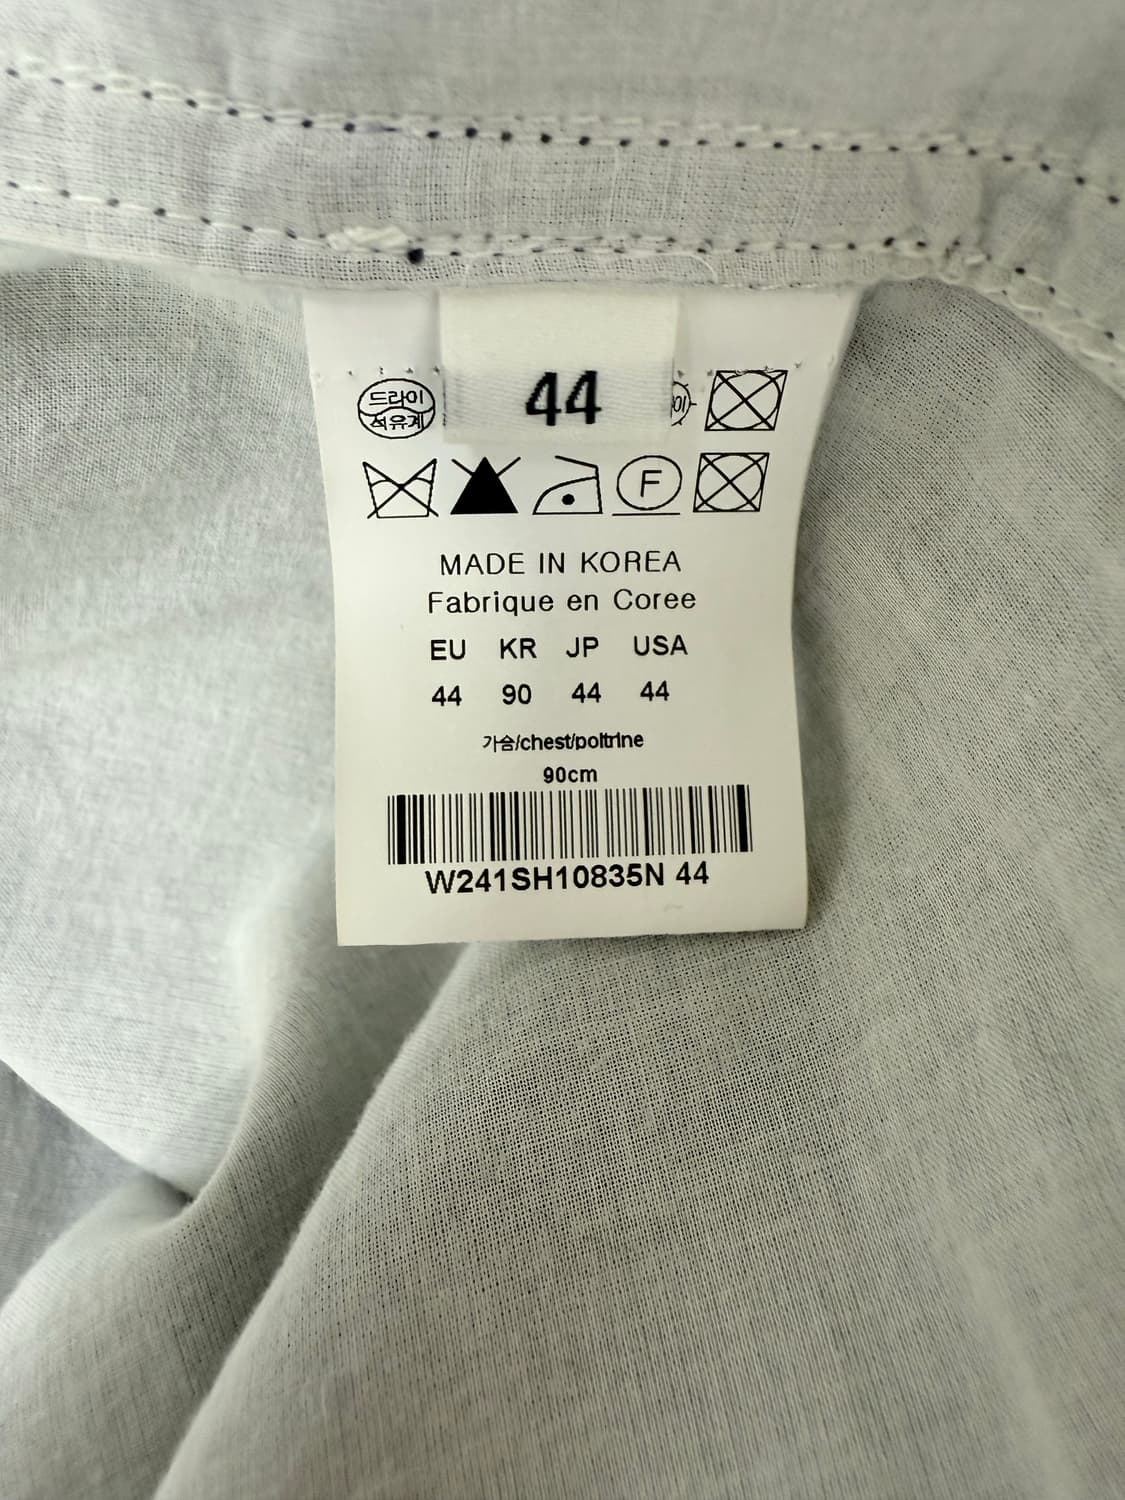 44
드라이
석유계
F
MADE IN KOREA
Fabrique en Coree
EU KR JP USA
44 90 44 44
가슴/chest/poitrine
90cm
W241SH10835N 44